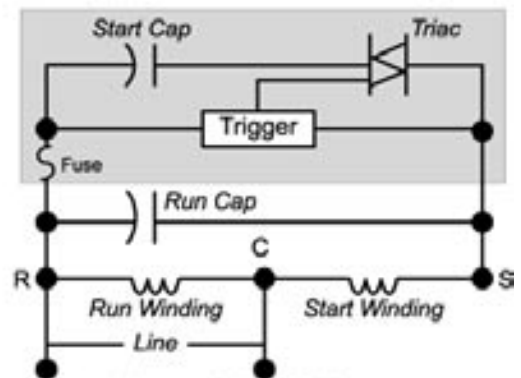 Start Cap Triac
Trigger
Fuse
Run Cap
C
R S
Run Winding Start Winding
Line